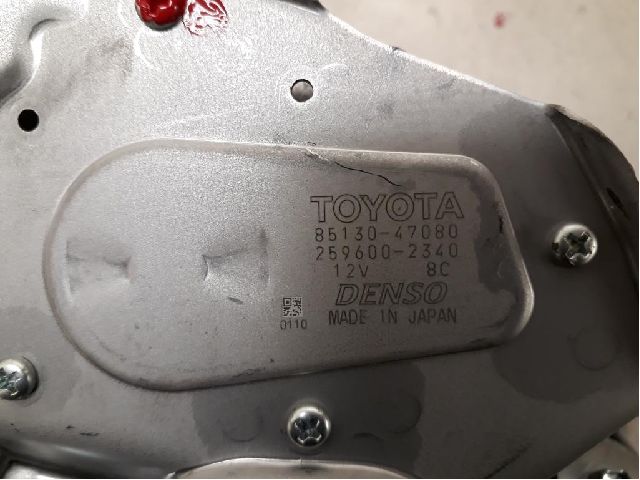 TOYOTA
85130-47080
259600-2340
12V 8C
DENSO
0110
MADE IN JAPAN